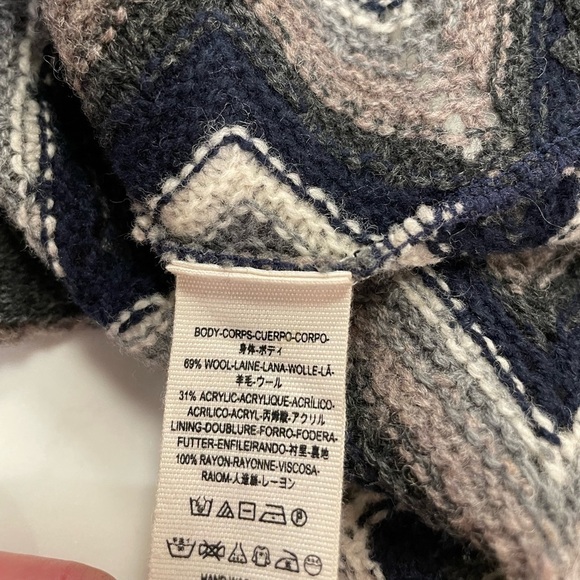 BODY-CORPS-CUERPO-CORPO-
身体-ボディ
69% WOOL-LAINE-LANA-WOLLE-LÃ-
羊毛-ウール
31% ACRYLIC-ACRYLIQUE-ACRÍLICO-
ACRILICO-ACRYL-丙烯酸-アクリル
LINING-DOUBLURE-FORRO-FODERA-
FUTTER-ENFILEIRANDO-衬里-裏地
100% RAYON-RAYONNE-VISCOSA-
RAIOM-人造絲-レーヨン